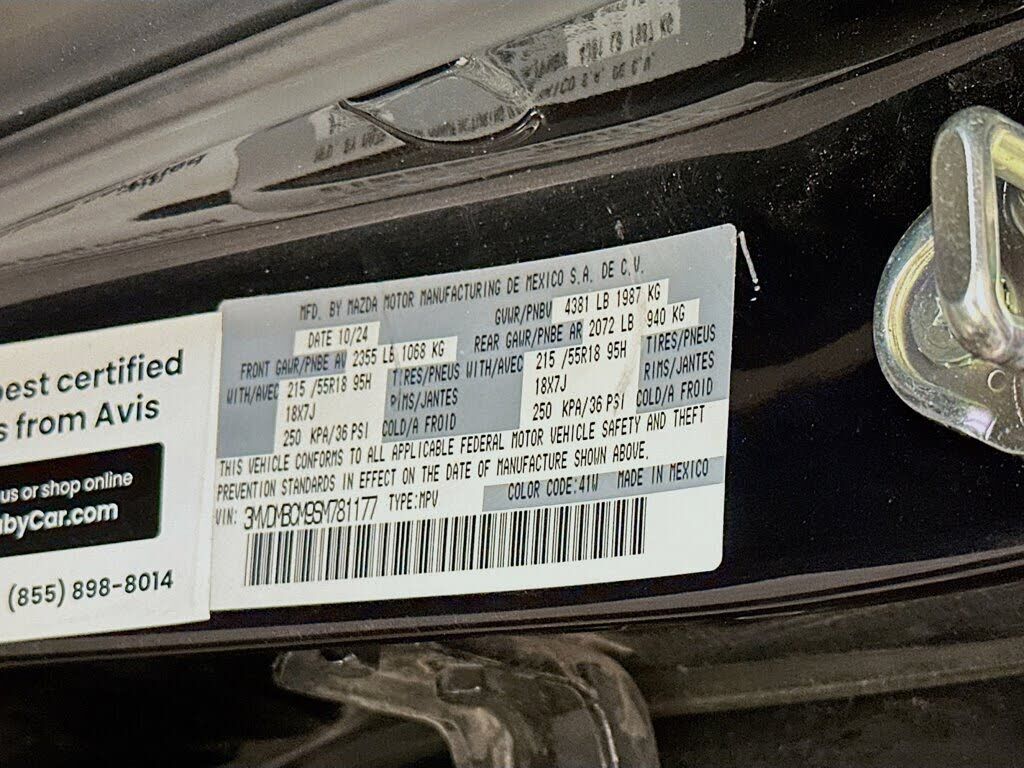 MFD. BY MAZDA MOTOR MANUFACTURING DE MEXICO S.A. DE C.V.
DATE 10/24 GVWR/PNBV 4381 LB 1987 KG
FRONT GAWR/PNBE AV 2355 LB 1068 KG REAR GAWR/PNBE AR 2072 LB 940 KG
WITH/AVEC 215 /55R18 95H TIRES/PNEUS WITH/AVEC 215 /55R18 95H TIRES/PNEUS
18X7J RIMS/JANTES 18X7J RIMS/JANTES
250 KPA/36 PSI COLD/A FROID 250 KPA/36 PSI COLD/A FROID
THIS VEHICLE CONFORMS TO ALL APPLICABLE FEDERAL MOTOR VEHICLE SAFETY AND THEFT
PREVENTION STANDARDS IN EFFECT ON THE DATE OF MANUFACTURE SHOWN ABOVE.
VIN: 3MVDMBCM9SM781177 TYPE:MPV COLOR CODE:41W MADE IN MEXICO
best certified
s from Avis
us or shop online
byCar.com
(855) 898-8014